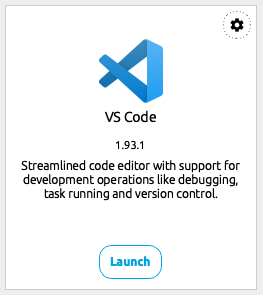 VS Code
1.93.1
Streamlined code editor with support for
development operations like debugging,
task running and version control.
Launch